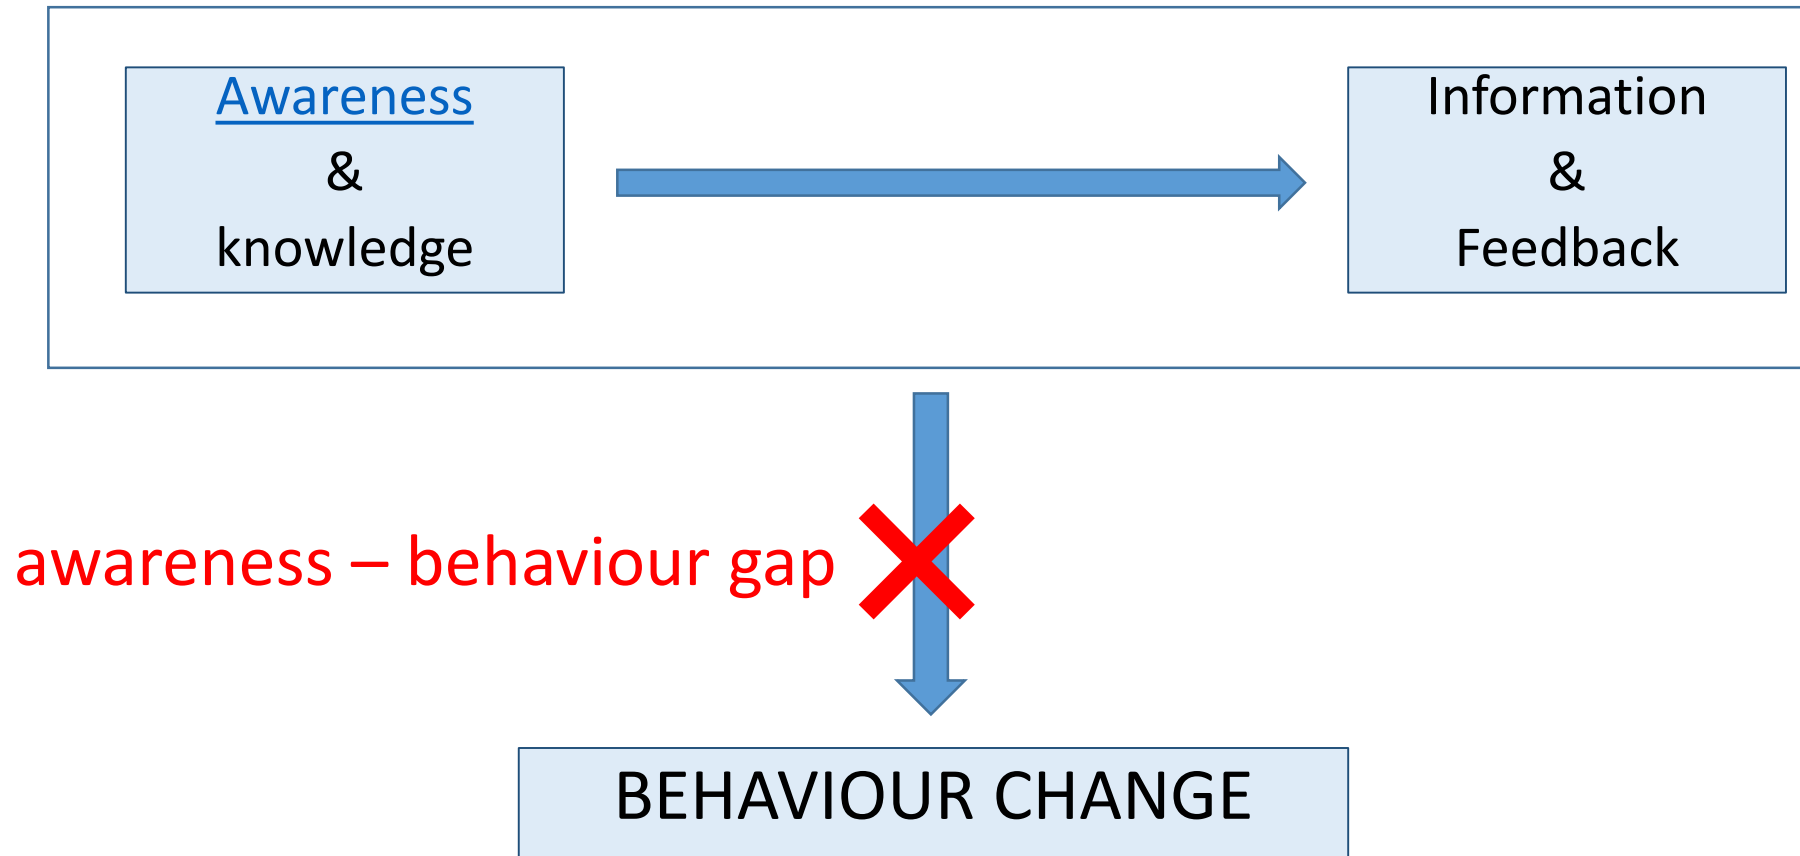 Awareness
&
knowledge
Information
&
Feedback
awareness – behaviour gap
BEHAVIOUR CHANGE